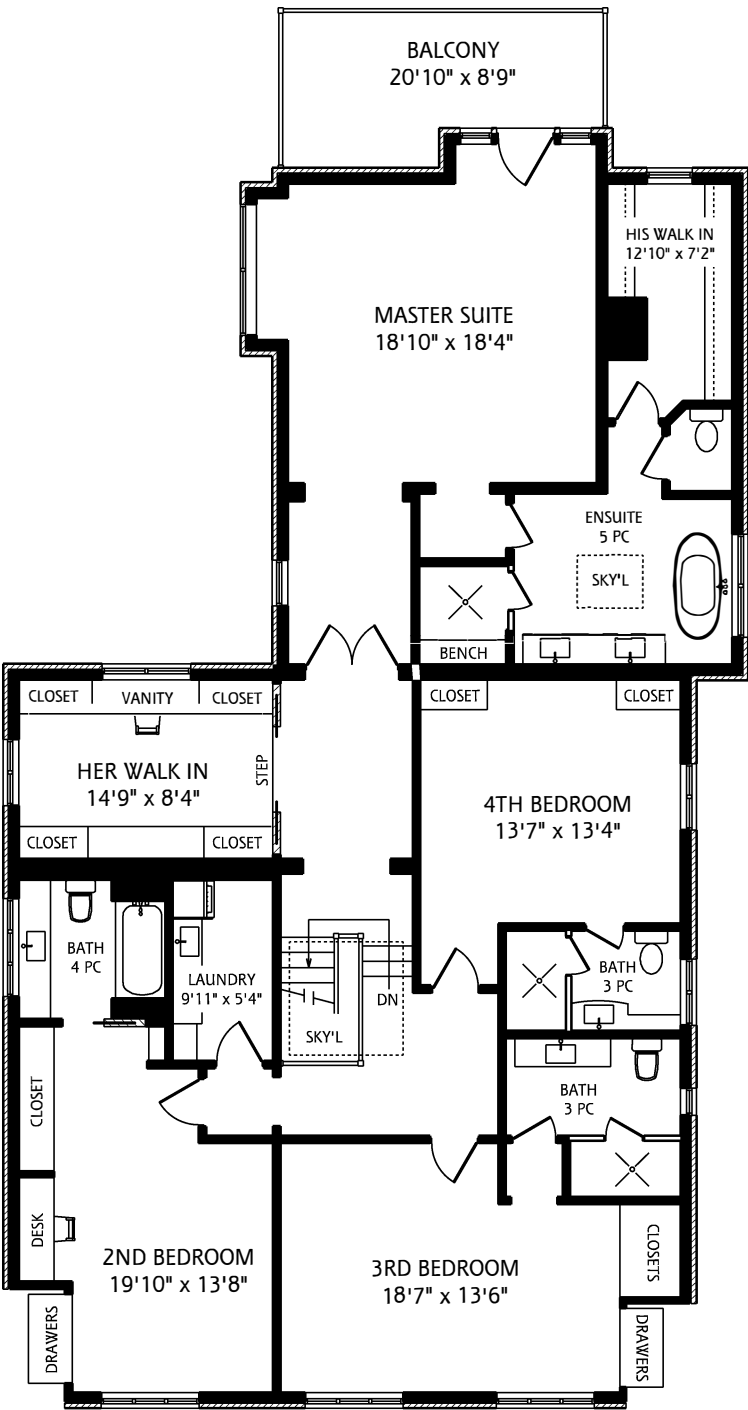 BALCONY
20'10" x 8'9"
HIS WALK IN
12'10" x 7'2"
MASTER SUITE
18'10" x 18'4"
ENSUITE
5 PC
SKY'L
BENCH
CLOSET
VANITY
CLOSET
CLOSET
CLOSET
HER WALK IN
14'9" x 8'4"
STEP
4TH BEDROOM
13'7" x 13'4"
CLOSET
CLOSET
BATH
4 PC
LAUNDRY
9'11" x 5'4"
DN
SKY'L
BATH
3 PC
BATH
3 PC
CLOSET
DESK
2ND BEDROOM
19'10" x 13'8"
3RD BEDROOM
18'7" x 13'6"
CLOSETS
DRAWERS
DRAWERS